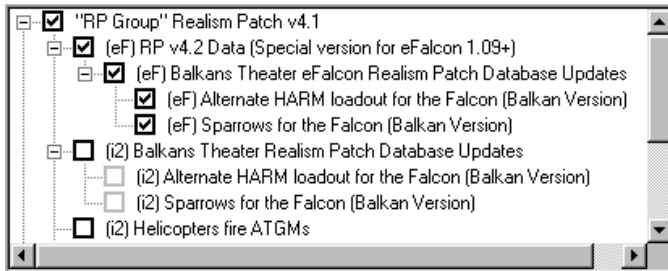 "RP Group" Realism Patch v4.1
(eF) RP v4.2 Data (Special version for eFalcon 1.09+)
(eF) Balkans Theater eFalcon Realism Patch Database Updates
(eF) Alternate HARM loadout for the Falcon (Balkan Version)
(eF) Sparrows for the Falcon (Balkan Version)
(i2) Balkans Theater Realism Patch Database Updates
(i2) Alternate HARM loadout for the Falcon (Balkan Version)
(i2) Sparrows for the Falcon (Balkan Version)
(i2) Helicopters fire ATGMs